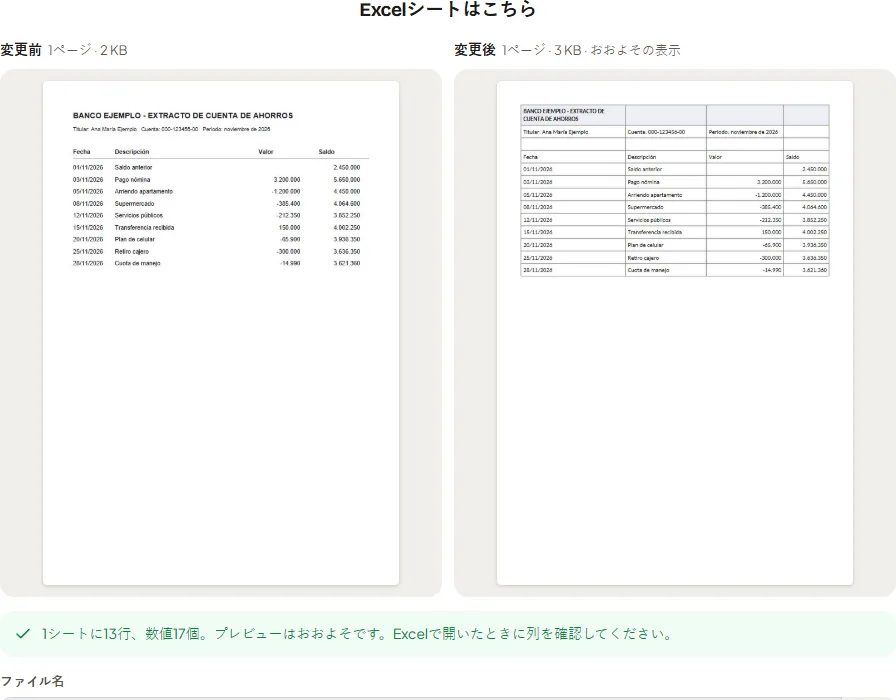 Excelシートはこちら
変更前 1ページ · 2 KB
BANCO EJEMPLO - EXTRACTO DE CUENTA DE AHORROS
Titular: Ana María Ejemplo Cuenta: 000-123456-00 Periodo: noviembre de 2026
Fecha Descripción Valor Saldo
01/11/2026 Saldo anterior 2.450.000
03/11/2026 Pago nómina 3.200.000 5.650.000
05/11/2026 Arriendo apartamento -1.200.000 4.450.000
08/11/2026 Supermercado -385.400 4.064.600
12/11/2026 Servicios públicos -212.350 3.852.250
15/11/2026 Transferencia recibida 150.000 4.002.250
20/11/2026 Plan de celular -65.900 3.936.350
25/11/2026 Retiro cajero -300.000 3.636.350
28/11/2026 Cuota de manejo -14.990 3.621.360
変更後 1ページ · 3 KB · おおよその表示
BANCO EJEMPLO - EXTRACTO DE
CUENTA DE AHORROS
Titular: Ana María Ejemplo Cuenta: 000-123456-00 Periodo: noviembre de 2026
Fecha Descripción Valor Saldo
01/11/2026 Saldo anterior 2.450.000
03/11/2026 Pago nómina 3.200.000 5.650.000
05/11/2026 Arriendo apartamento -1.200.000 4.450.000
08/11/2026 Supermercado -385.400 4.064.600
12/11/2026 Servicios públicos -212.350 3.852.250
15/11/2026 Transferencia recibida 150.000 4.002.250
20/11/2026 Plan de celular -65.900 3.936.350
25/11/2026 Retiro cajero -300.000 3.636.350
28/11/2026 Cuota de manejo -14.990 3.621.360
1シートに13行、数値17個。プレビューはおおよそです。Excelで開いたときに列を確認してください。
ファイル名